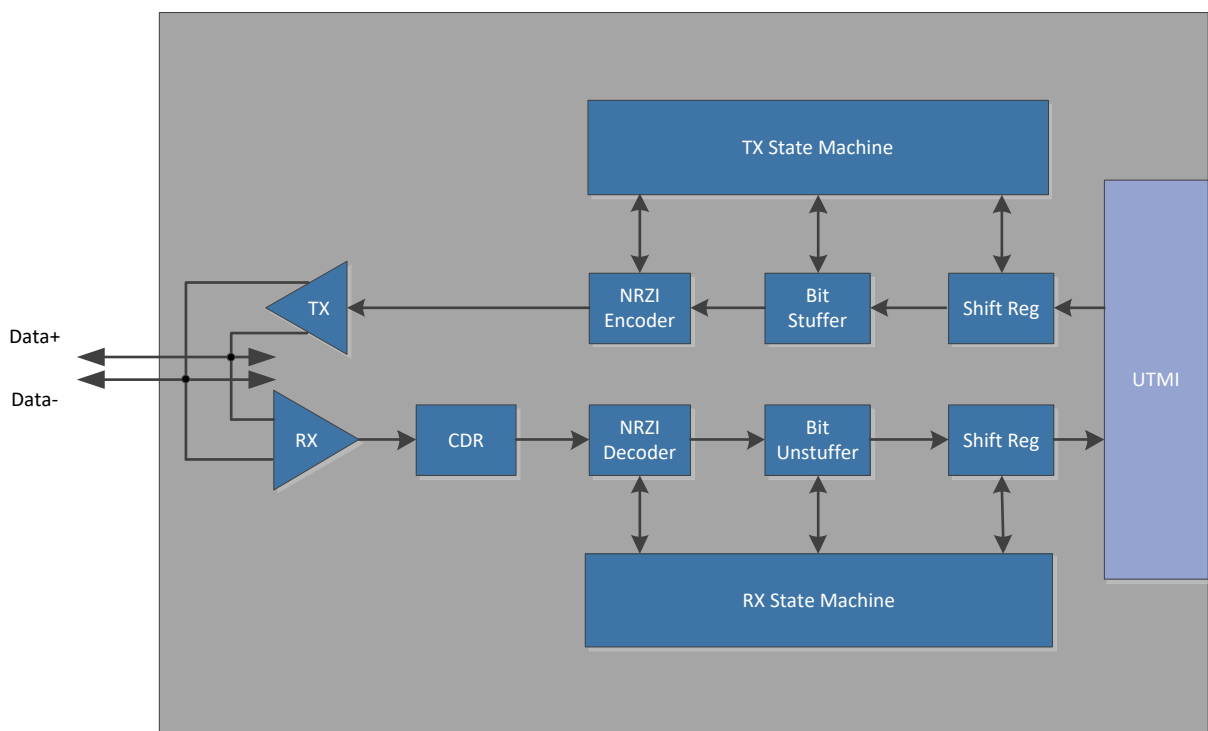 TX State Machine
TX
NRZI
Encoder
Bit
Stuffer
Shift Reg
Data+
Data-
UTMI
RX
CDR
NRZI
Decoder
Bit
Unstuffer
Shift Reg
RX State Machine